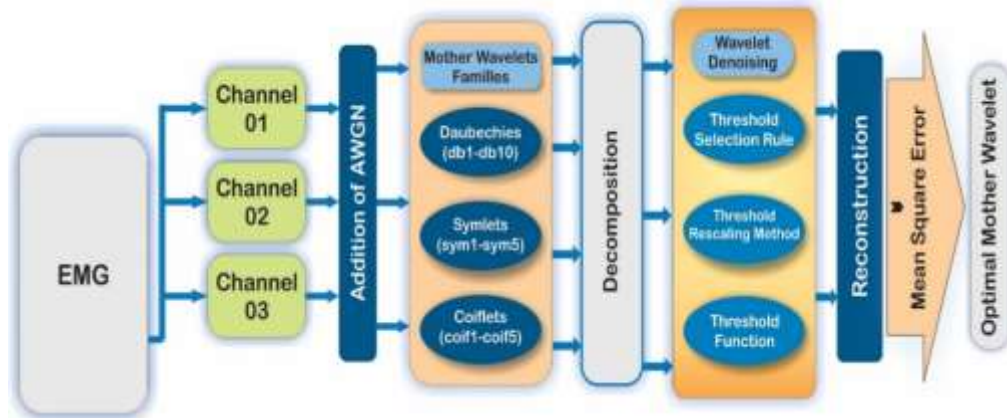 EMG
Channel
01
Channel
02
Channel
03
Addition of AWGN
Mother Wavelets
Families
Daubechies
(db1-db10)
Symlets
(sym1-sym5)
Coiflets
(coif1-coif5)
Decomposition
Wavelet
Denoising
Threshold
Selection Rule
Threshold
Rescaling Method
Threshold
Function
Reconstruction
Mean Square Error
Optimal Mother Wavelet